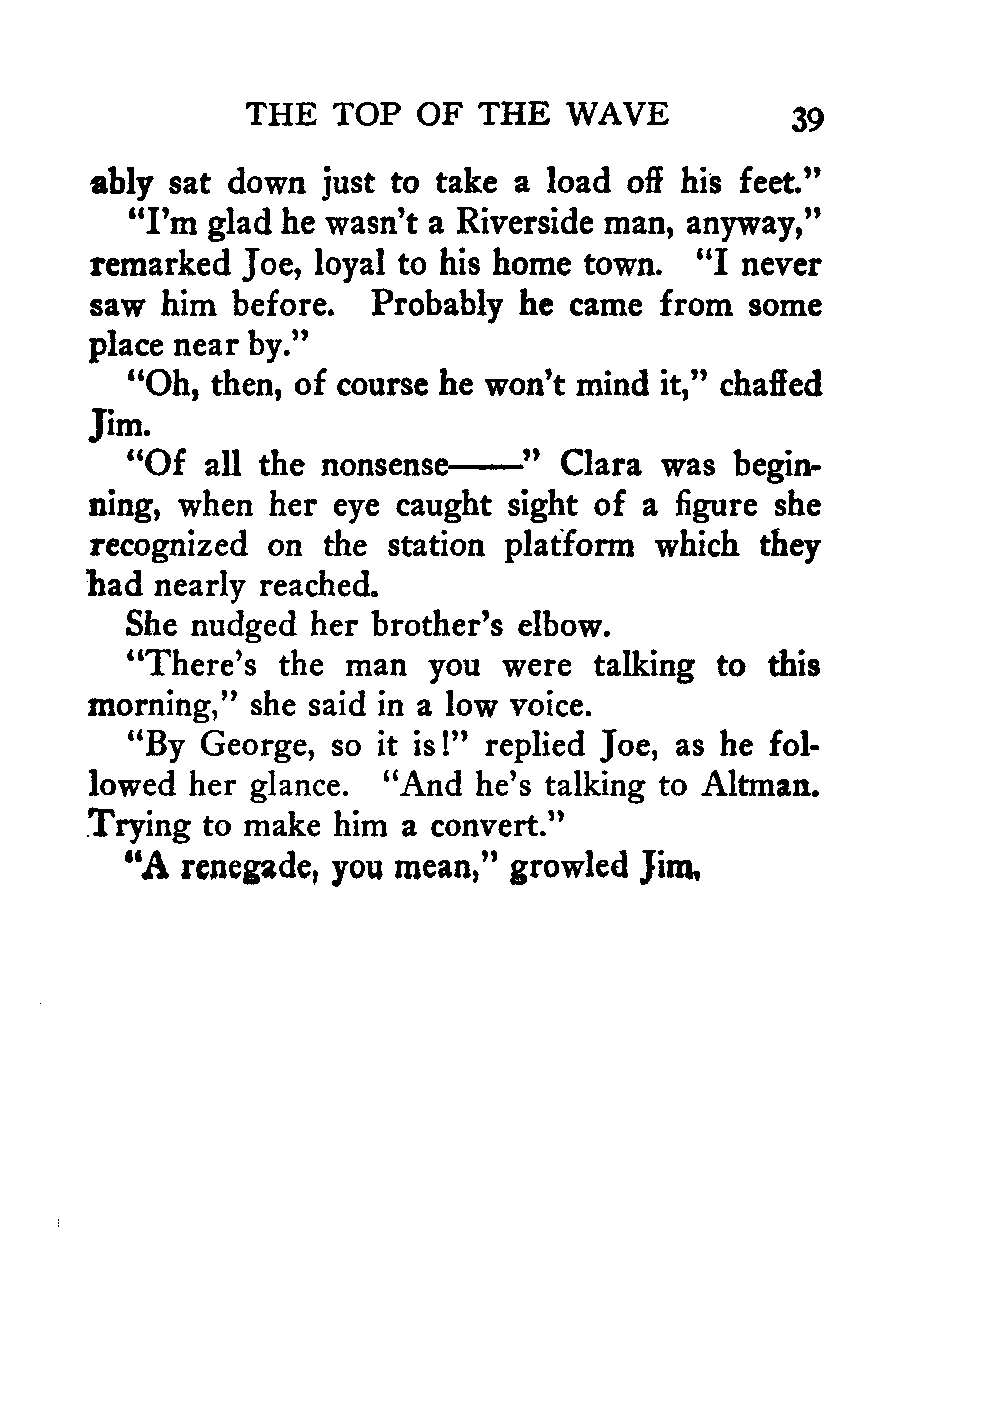 THE TOP OF THE WAVE 39
ably sat down just to take a load off his feet."
"I'm glad he wasn't a Riverside man, anyway,"
remarked Joe, loyal to his home town. "I never
saw him before. Probably he came from some
place near by."
"Oh, then, of course he won't mind it," chaffed
Jim.
"Of all the nonsense——" Clara was begin-
ning, when her eye caught sight of a figure she
recognized on the station platform which they
had nearly reached.
She nudged her brother's elbow.
"There's the man you were talking to this
morning," she said in a low voice.
"By George, so it is!" replied Joe, as he fol-
lowed her glance. "And he's talking to Altman.
Trying to make him a convert."
"A renegade, you mean," growled Jim,